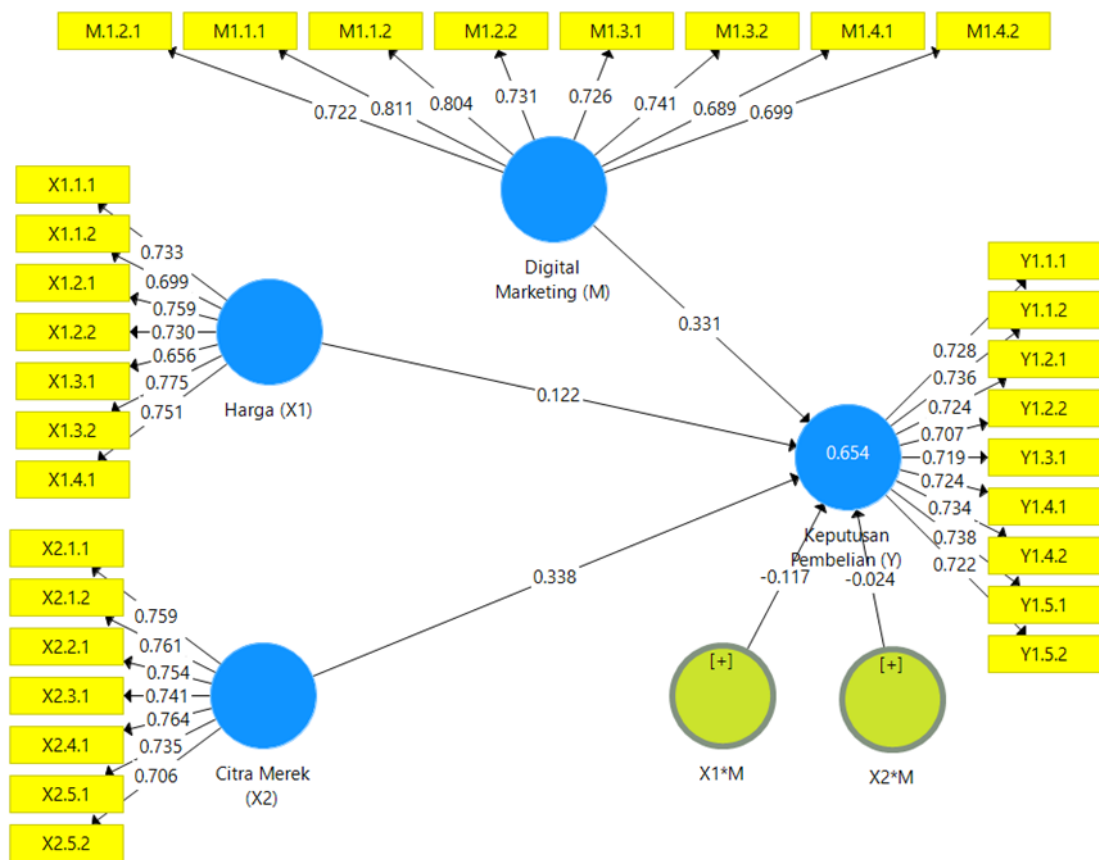 M.1.2.1
M1.1.1
M1.1.2
M1.2.2
M1.3.1
M1.3.2
M1.4.1
M1.4.2
0.722
0.811
0.804
0.731
0.726
0.741
0.689
0.699
Digital
Marketing (M)
X1.1.1
X1.1.2
X1.2.1
X1.2.2
X1.3.1
X1.3.2
X1.4.1
0.733
0.699
0.759
0.730
0.656
0.775
0.751
Harga (X1)
0.331
0.122
0.338
X2.1.1
X2.1.2
X2.2.1
X2.3.1
X2.4.1
X2.5.1
X2.5.2
0.759
0.761
0.754
0.741
0.764
0.735
0.706
Citra Merek
(X2)
0.654
Keputusan
Pembelian (Y)
0.728
0.736
0.724
0.707
0.719
0.724
0.734
0.738
0.722
Y1.1.1
Y1.1.2
Y1.2.1
Y1.2.2
Y1.3.1
Y1.4.1
Y1.4.2
Y1.5.1
Y1.5.2
-0.117
-0.024
[+]
[+]
X1*M
X2*M